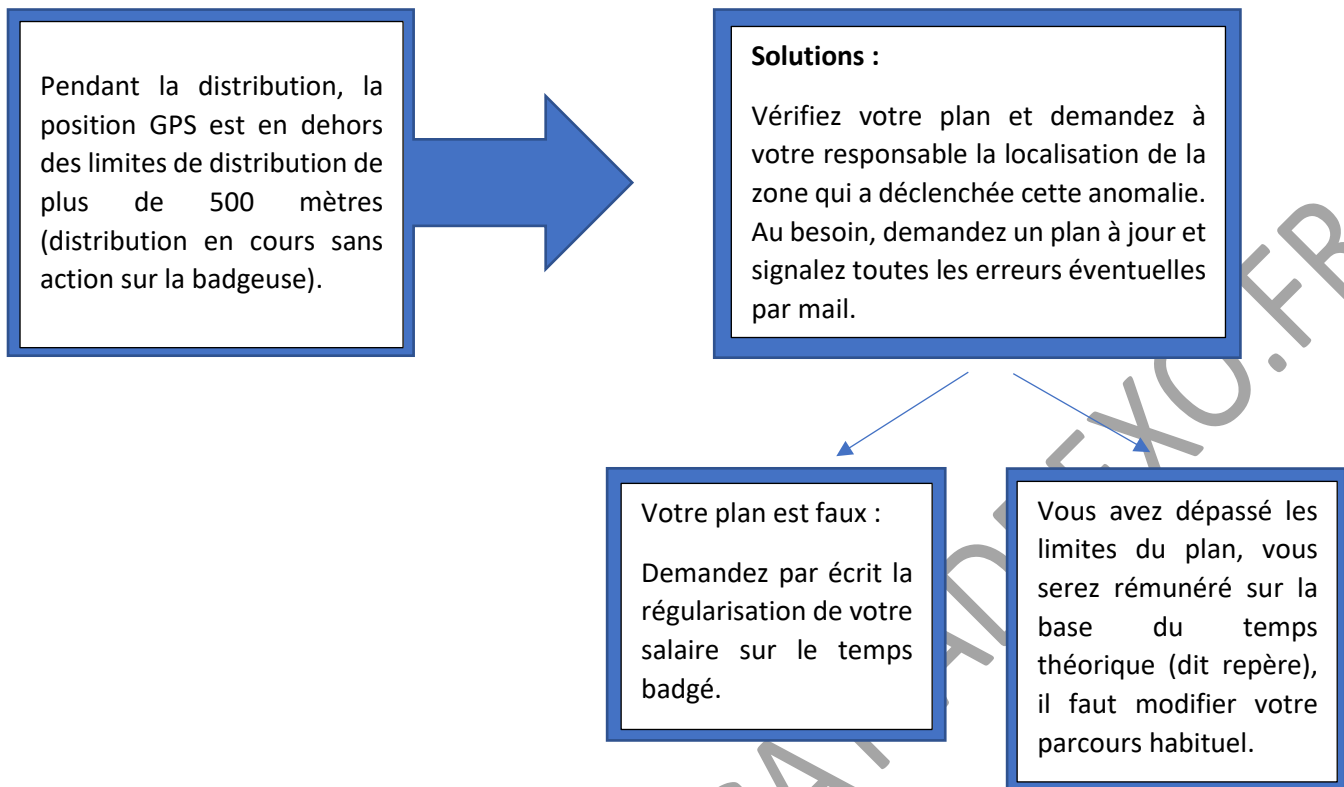 Pendant la distribution, la
position GPS est en dehors
des limites de distribution de
plus de 500 mètres
(distribution en cours sans
action sur la badgeuse).
Solutions :
Vérifiez votre plan et demandez à
votre responsable la localisation de la
zone qui a déclenchée cette anomalie.
Au besoin, demandez un plan à jour et
signalez toutes les erreurs éventuelles
par mail.
Votre plan est faux :
Demandez par écrit la
régularisation de votre
salaire sur le temps
badgé.
Vous avez dépassé les
limites du plan, vous
serez rémunéré sur la
base du temps
théorique (dit repère),
il faut modifier votre
parcours habituel.